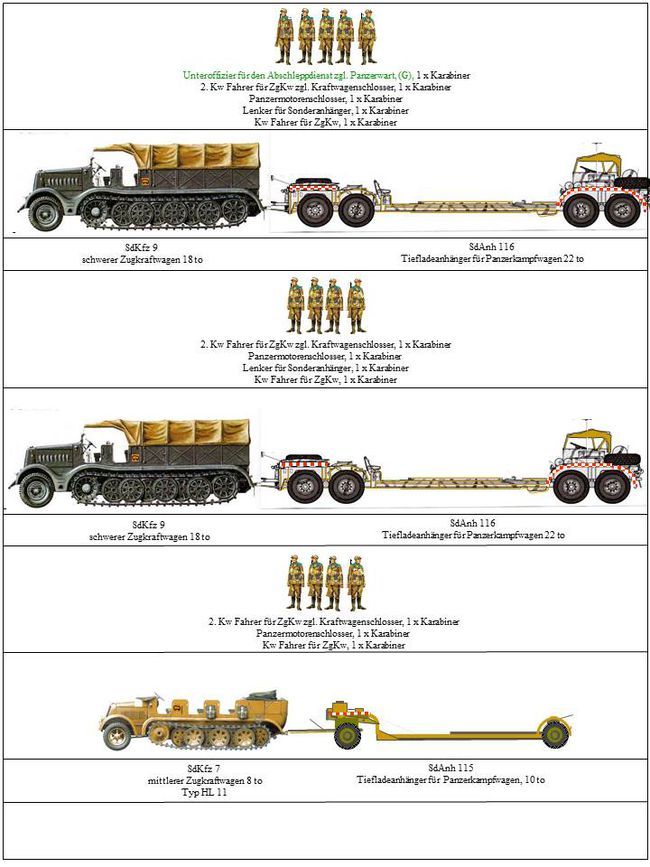 Unteroffizier für den Abschleppdienst zgl. Panzerwart, (G), 1 x Karabiner
2. Kw Fahrer für ZgKw zgl. Kraftwagenschlosser, 1 x Karabiner
Panzermotorenschlosser, 1 x Karabiner
Lenker für Sonderanhänger, 1 x Karabiner
Kw Fahrer für ZgKw, 1 x Karabiner
SdKfz 9
schwerer Zugkraftwagen 18 to
SdAnh 116
Tiefladeanhänger für Panzerkampfwagen 22 to
2. Kw Fahrer für ZgKw zgl. Kraftwagenschlosser, 1 x Karabiner
Panzermotorenschlosser, 1 x Karabiner
Lenker für Sonderanhänger, 1 x Karabiner
Kw Fahrer für ZgKw, 1 x Karabiner
SdKfz 9
schwerer Zugkraftwagen 18 to
SdAnh 116
Tiefladeanhänger für Panzerkampfwagen 22 to
2. Kw Fahrer für ZgKw zgl. Kraftwagenschlosser, 1 x Karabiner
Panzermotorenschlosser, 1 x Karabiner
Kw Fahrer für ZgKw, 1 x Karabiner
SdKfz 7
mittlerer Zugkraftwagen 8 to
Typ HL 11
SdAnh 115
Tiefladeanhänger für Panzerkampfwagen, 10 to